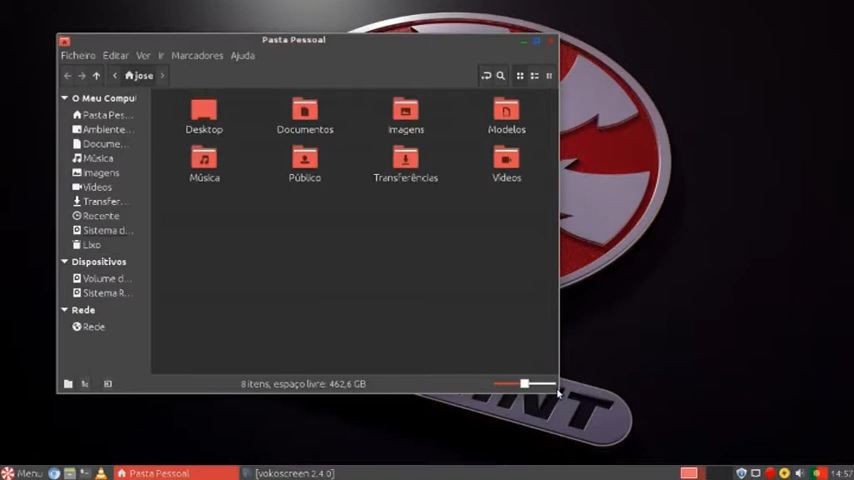 Pasta Pessoal
Ficheiro Editar Ver Ir Marcadores Ajuda
jose
O Meu Compu
Pasta Pes...
Ambiente...
Docume...
Música
Imagens
Vídeos
Transfer...
Recente
Sistema d...
Lixo
Dispositivos
Volume d...
Sistema R...
Rede
Rede
Desktop
Documentos
Imagens
Modelos
Música
Público
Transferências
Vídeos
8 itens, espaço livre: 462,6 GB
MINT
Menu
Pasta Pessoal
[vokoscreen 2.4.0]
14:57